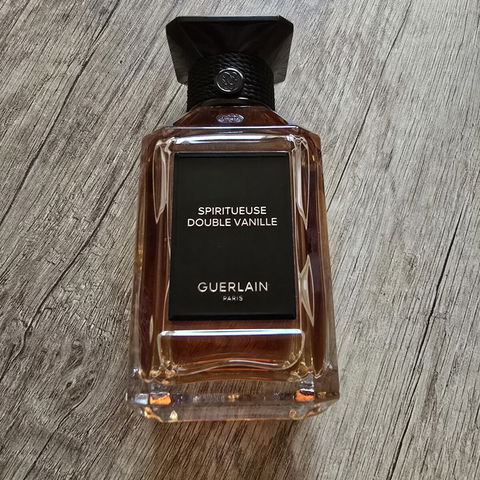 SPIRITUEUSE
DOUBLE VANILLE
GUERLAIN
PARIS